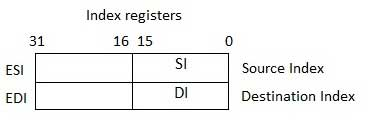 Index registers
31 16 15 0
ESI SI Source Index
EDI DI Destination Index